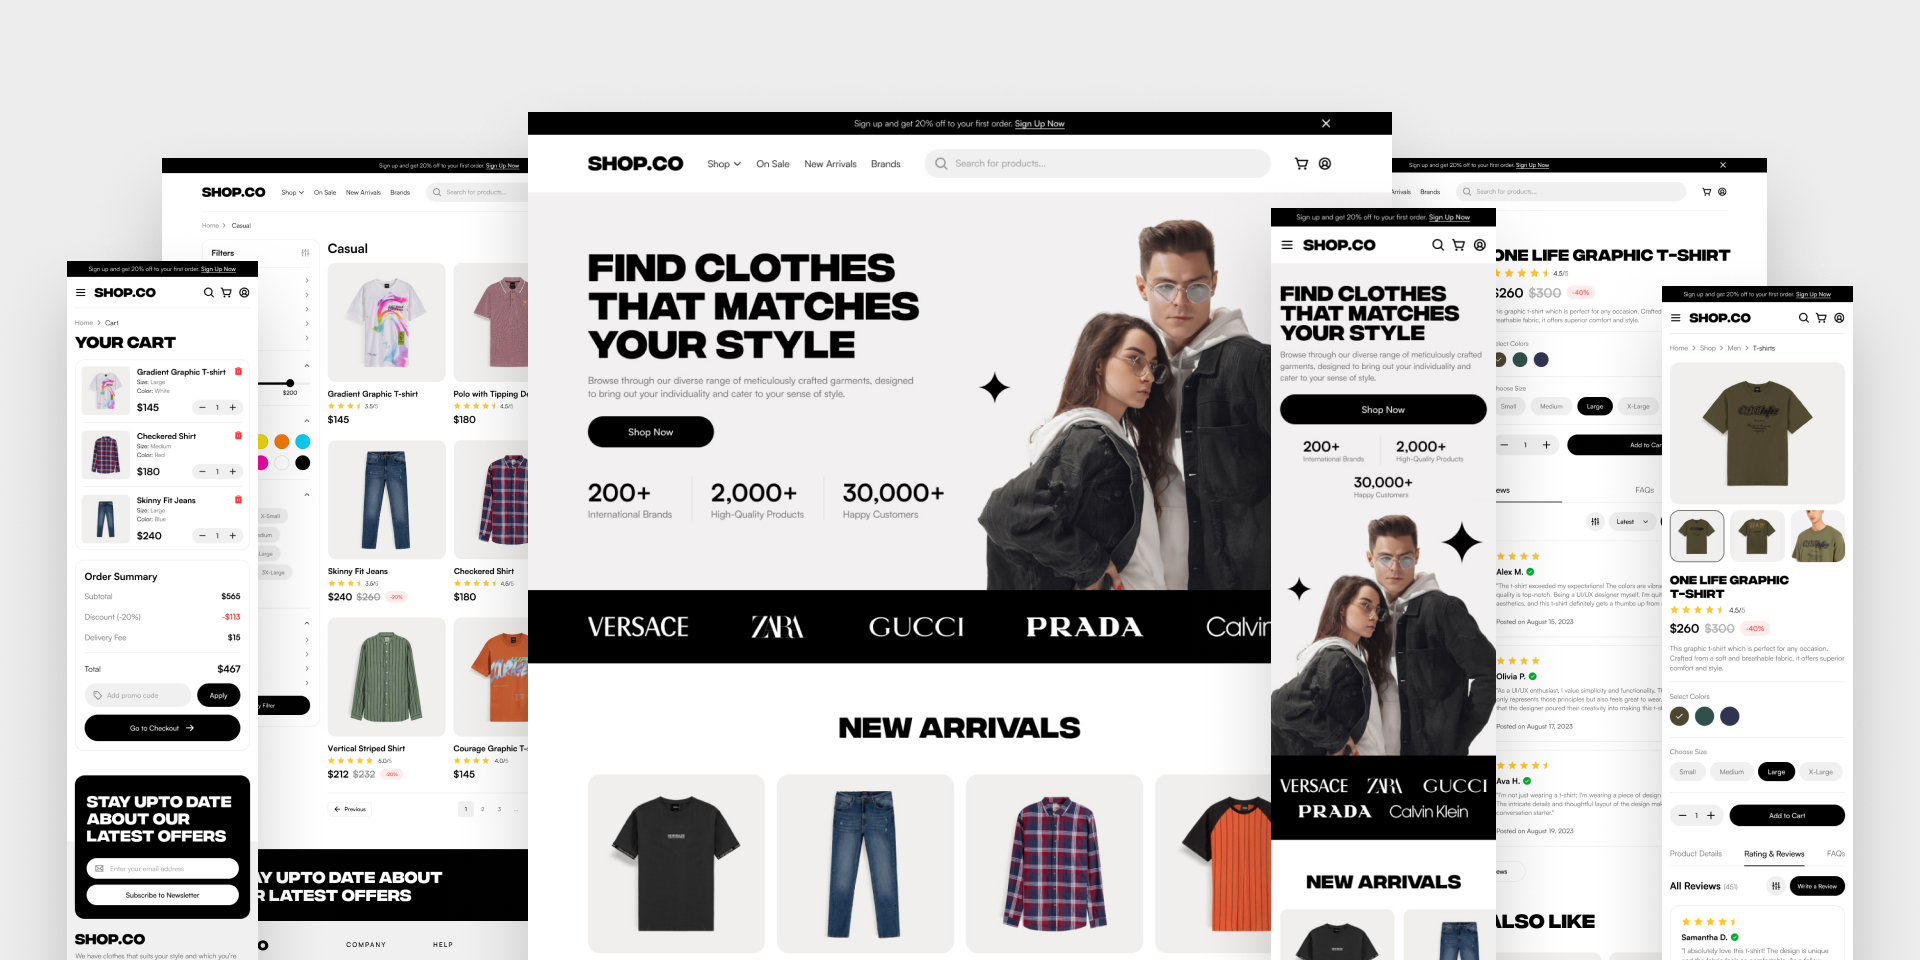 Sign up and get 20% off to your first order. Sign Up Now
SHOP.CO
Home > Cart
YOUR CART
Gradient Graphic T-shirt
Size: Large
Color: White
$145
1
Checkered Shirt
Size: Medium
Color: Red
$180
1
Skinny Fit Jeans
Size: Large
Color: Blue
$240
1
Order Summary
Subtotal $565
Discount (-20%) -$113
Delivery Fee $15
Total $467
Add promo code Apply
Go to Checkout
STAY UPTO DATE
ABOUT OUR
LATEST OFFERS
Enter your email address
Subscribe to Newsletter
SHOP.CO
We have clothes that suits your style and which you're
Sign up and get 20% off to your first order. Sign Up Now
SHOP.CO Shop On Sale New Arrivals Brands Search for products...
Home > Casual
Filters
$200
X-Small
Large
3X-Large
Filter
Casual
Gradient Graphic T-shirt
3.5/5
$145
Polo with Tipping De
4.5/5
$180
Skinny Fit Jeans
3.5/5
$240 $260 -20%
Checkered Shirt
4.5/5
$180
Vertical Striped Shirt
5.0/5
$212 $232 -20%
Courage Graphic T-
4.0/5
$145
Previous 1 2 3 ...
AY UPTO DATE ABOUT
R LATEST OFFERS
COMPANY HELP
Sign up and get 20% off to your first order. Sign Up Now
SHOP.CO Shop On Sale New Arrivals Brands Search for products...
FIND CLOTHES
THAT MATCHES
YOUR STYLE
Browse through our diverse range of meticulously crafted garments, designed
to bring out your individuality and cater to your sense of style.
Shop Now
200+ 2,000+ 30,000+
International Brands High-Quality Products Happy Customers
VERSACE ZARA GUCCI PRADA Calvin
NEW ARRIVALS
Sign up and get 20% off to your first order. Sign Up Now
SHOP.CO
FIND CLOTHES
THAT MATCHES
YOUR STYLE
Browse through our diverse range of meticulously crafted
garments, designed to bring out your individuality and
cater to your sense of style.
Shop Now
200+ 2,000+
International Brands High-Quality Products
30,000+
Happy Customers
VERSACE ZARA GUCCI
PRADA Calvin Klein
NEW ARRIVALS
Sign up and get 20% off to your first order. Sign Up Now
Brands Search for products...
ONE LIFE GRAPHIC T-SHIRT
4.5/5
$260 $300 -40%
graphic t-shirt which is perfect for any occasion. Crafted
breathable fabric, it offers superior comfort and style.
Select Colors
Choose Size
Small Medium Large X-Large
1 Add to Car
FAQs
Latest
Alex M.
"The t-shirt exceeded my expectations! The colors are vibra
quality is top-notch. Being a UI/UX designer myself, I'm quit
aesthetics, and this t-shirt definitely gets a thumbs up from
Posted on August 15, 2023
Olivia P.
"As a UI/UX enthusiast, I value simplicity and functionality. T
only represents those principles but also feels great to wear.
that the designer poured their creativity into making this t-s
Posted on August 17, 2023
Ava H.
"I'm not just wearing a t-shirt; I'm wearing a piece of design
The intricate details and thoughtful layout of the design mak
conversation starter."
Posted on August 19, 2023
ALSO LIKE
Sign up and get 20% off to your first order. Sign Up Now
SHOP.CO
Home > Shop > Men > T-shirts
ONE LIFE GRAPHIC
T-SHIRT
4.5/5
$260 $300 -40%
This graphic t-shirt which is perfect for any occasion.
Crafted from a soft and breathable fabric, it offers superior
comfort and style.
Select Colors
Choose Size
Small Medium Large X-Large
1 Add to Cart
Product Details Rating & Reviews FAQs
All Reviews (451) Write a Review
Samantha D.
"I absolutely love this t-shirt! The design is unique